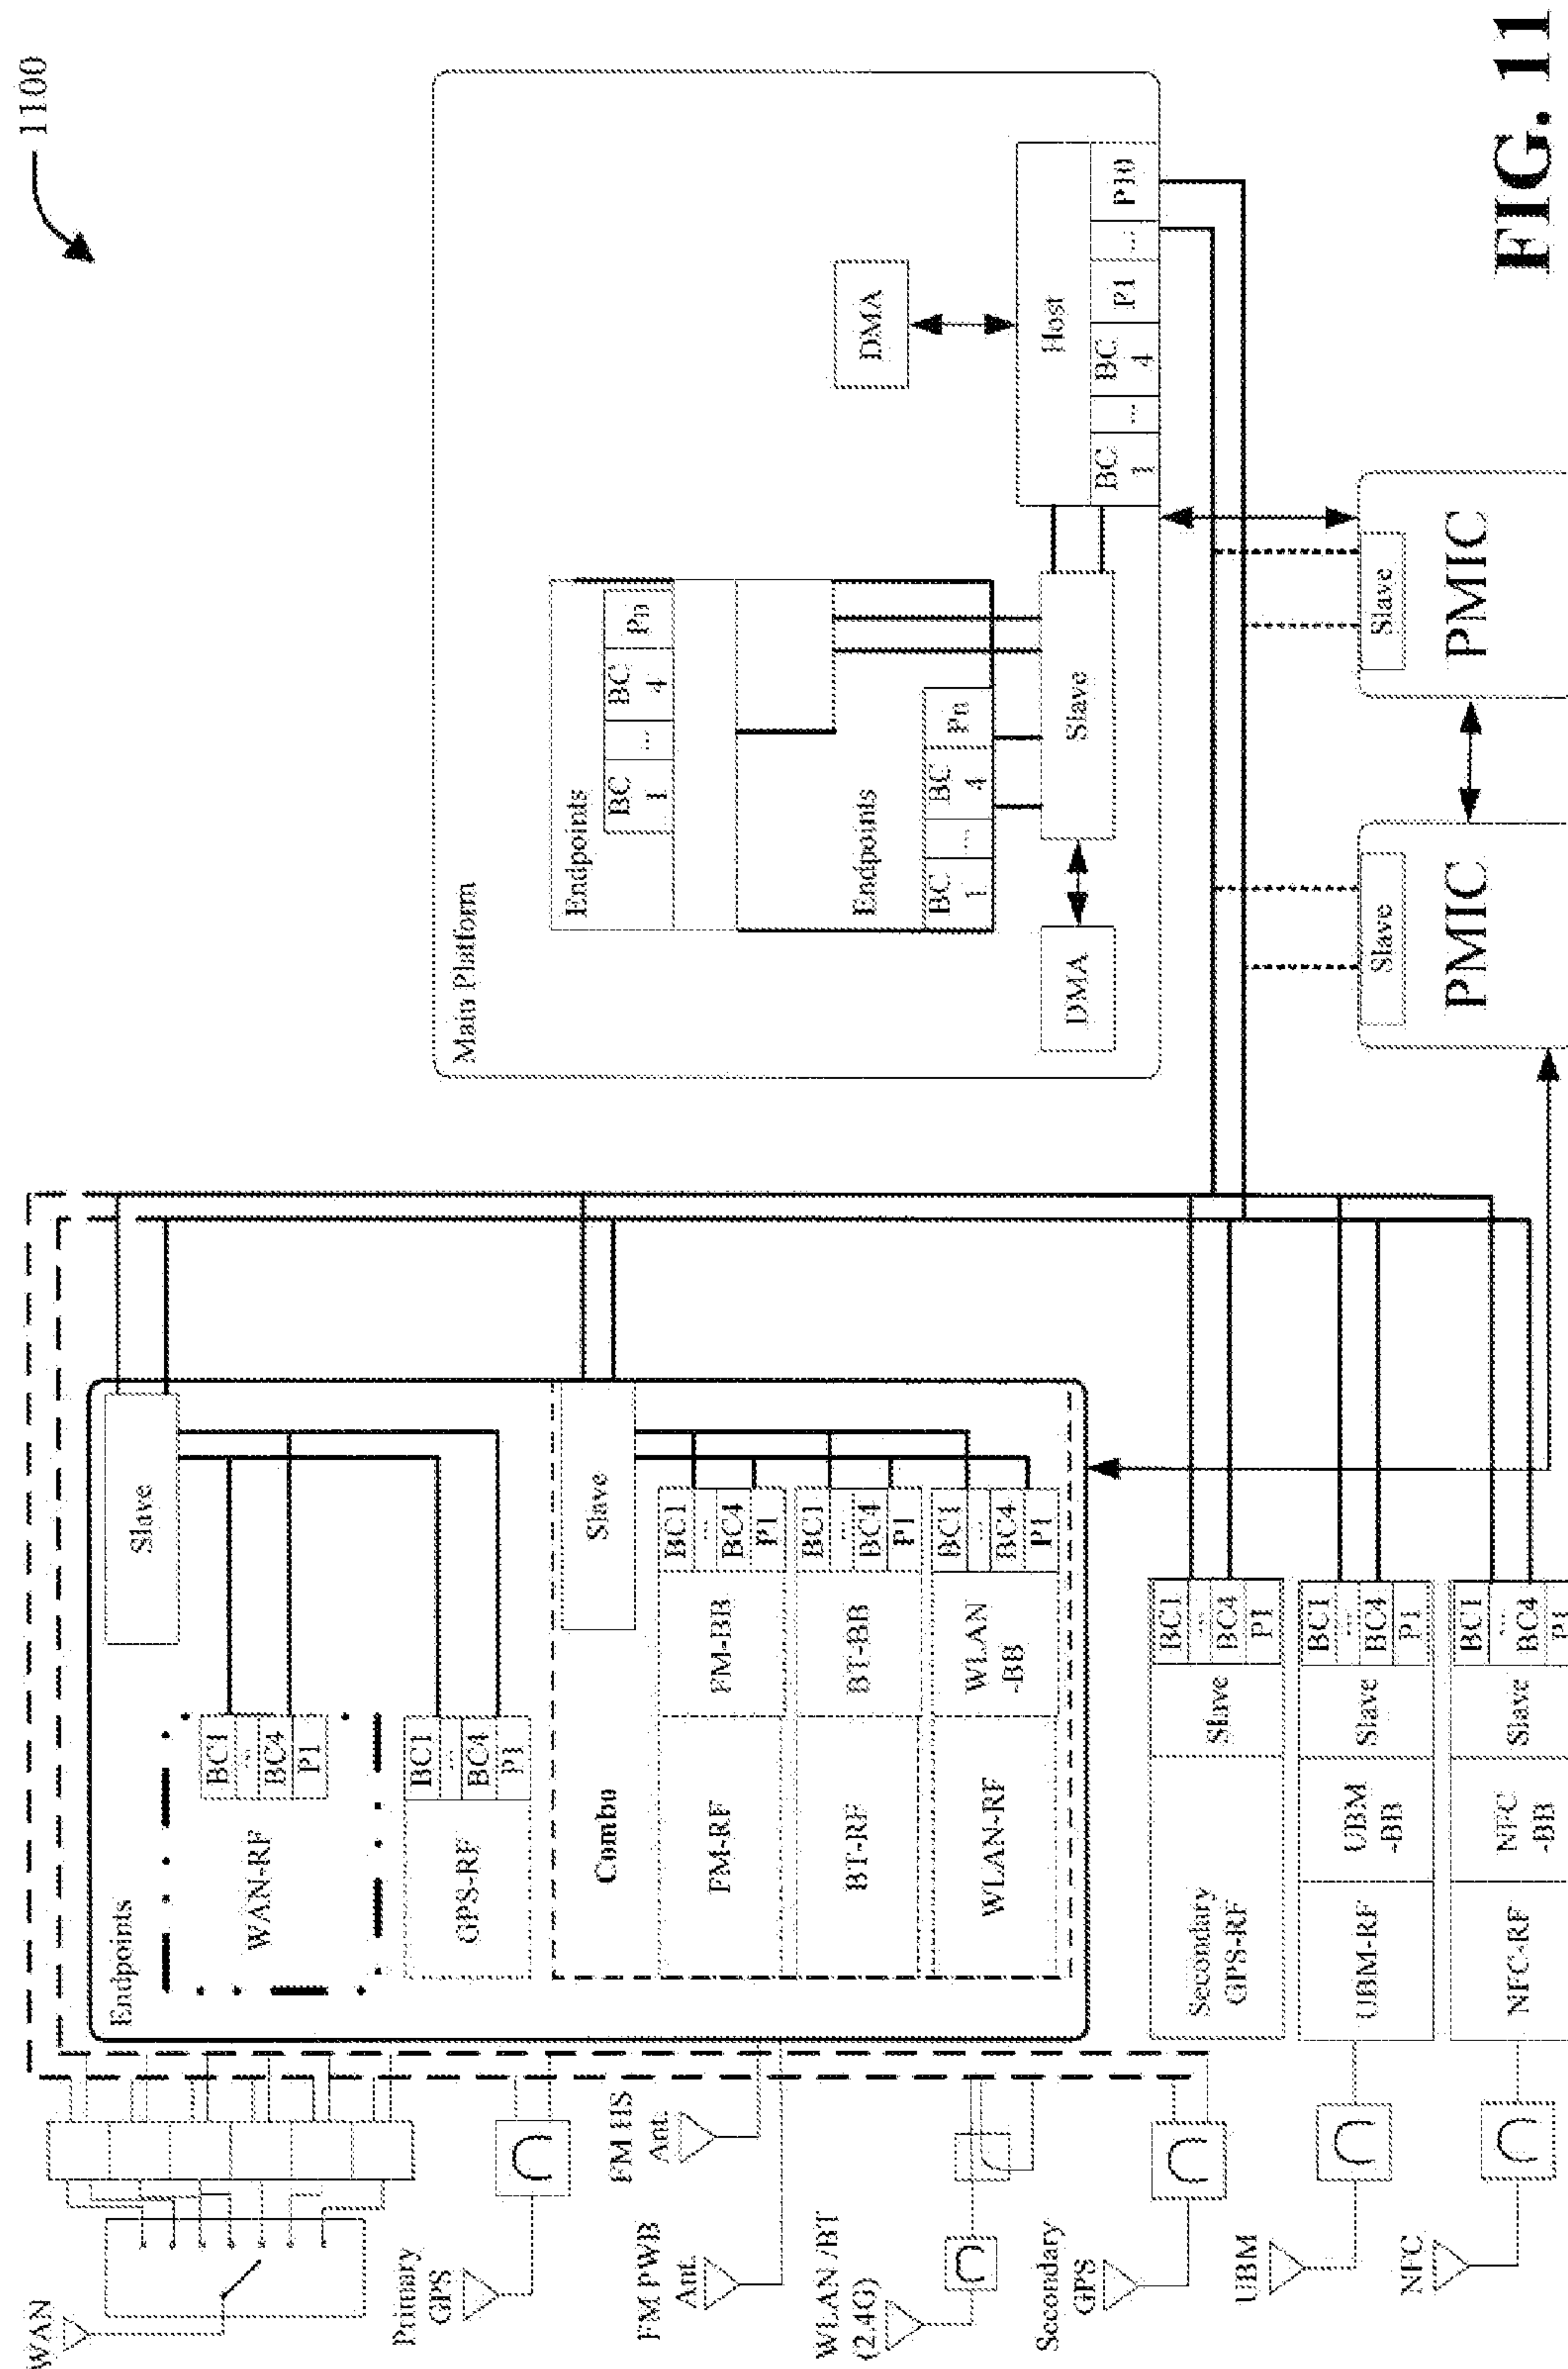 1100
WAN
Primary
GPS
FM HS
Ant.
FM PWB
Ant.
WLAN /BT
(2.4G)
Secondary
GPS
UBM
NFC
Endpoints
WAN-RF
BC1
...
BC4
P1
GPS-RF
BC1
...
BC4
P1
Slave
Combo
Slave
FM-RF
FM-BB
BC1
...
BC4
P1
BT-RF
BT-BB
BC1
...
BC4
P1
WLAN-RF
WLAN
-BB
BC1
...
BC4
P1
Secondary
GPS-RF
Slave
BC1
...
BC4
P1
UBM-RF
UBM
-BB
Slave
BC1
...
BC4
P1
NFC-RF
NFC
-BB
Slave
BC1
...
BC4
P1
Main Platform
Endpoints
BC
1
...
BC
4
Pn
Endpoints
BC
1
...
BC
4
Pn
DMA
Slave
DMA
Host
BC
1
...
BC
4
P1
...
P10
Slave
PMIC
Slave
PMIC
FIG. 11